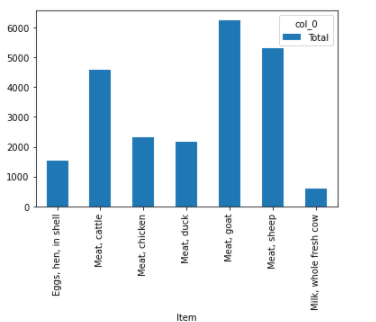 col_0
Total
6000
5000
4000
3000
2000
1000
0
Eggs, hen, in shell
Meat, cattle
Meat, chicken
Meat, duck
Meat, goat
Meat, sheep
Milk, whole fresh cow
Item